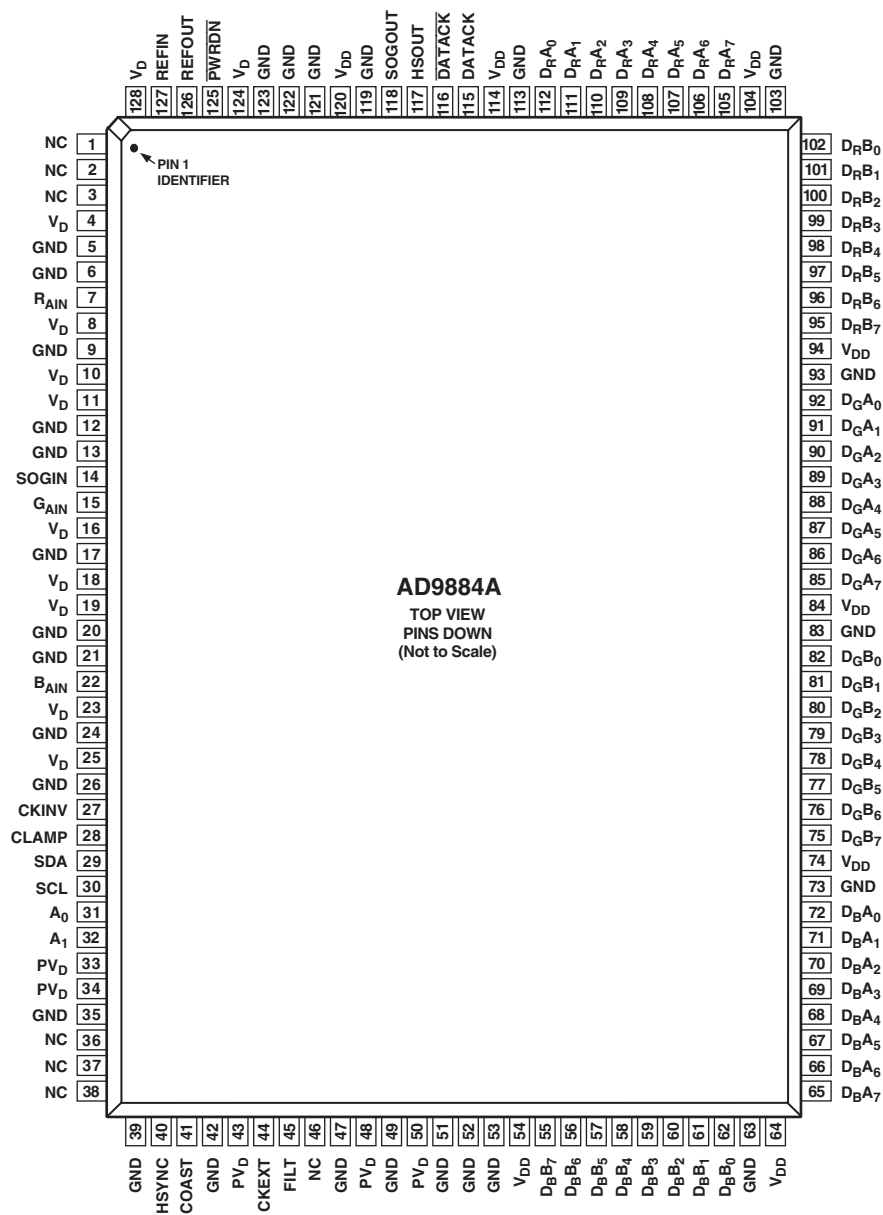 V_D REFIN REFOUT PWRDN V_D GND GND GND V_DD GND SOGOUT HSOUT DATACK DATACK V_DD GND D_RA_0 D_RA_1 D_RA_2 D_RA_3 D_RA_4 D_RA_5 D_RA_6 D_RA_7 V_DD GND
128 127 126 125 124 123 122 121 120 119 118 117 116 115 114 113 112 111 110 109 108 107 106 105 104 103
NC 1
NC 2
NC 3
V_D 4
GND 5
GND 6
R_AIN 7
V_D 8
GND 9
V_D 10
V_D 11
GND 12
GND 13
SOGIN 14
G_AIN 15
V_D 16
GND 17
V_D 18
V_D 19
GND 20
GND 21
B_AIN 22
V_D 23
GND 24
V_D 25
GND 26
CKINV 27
CLAMP 28
SDA 29
SCL 30
A_0 31
A_1 32
PV_D 33
PV_D 34
GND 35
NC 36
NC 37
NC 38
PIN 1
IDENTIFIER
AD9884A
TOP VIEW
PINS DOWN
(Not to Scale)
102 D_RB_0
101 D_RB_1
100 D_RB_2
99 D_RB_3
98 D_RB_4
97 D_RB_5
96 D_RB_6
95 D_RB_7
94 V_DD
93 GND
92 D_GA_0
91 D_GA_1
90 D_GA_2
89 D_GA_3
88 D_GA_4
87 D_GA_5
86 D_GA_6
85 D_GA_7
84 V_DD
83 GND
82 D_GB_0
81 D_GB_1
80 D_GB_2
79 D_GB_3
78 D_GB_4
77 D_GB_5
76 D_GB_6
75 D_GB_7
74 V_DD
73 GND
72 D_BA_0
71 D_BA_1
70 D_BA_2
69 D_BA_3
68 D_BA_4
67 D_BA_5
66 D_BA_6
65 D_BA_7
39 40 41 42 43 44 45 46 47 48 49 50 51 52 53 54 55 56 57 58 59 60 61 62 63 64
GND HSYNC COAST GND PV_D CKEXT FILT NC GND PV_D GND PV_D GND GND GND V_DD D_BB_7 D_BB_6 D_BB_5 D_BB_4 D_BB_3 D_BB_2 D_BB_1 D_BB_0 GND V_DD